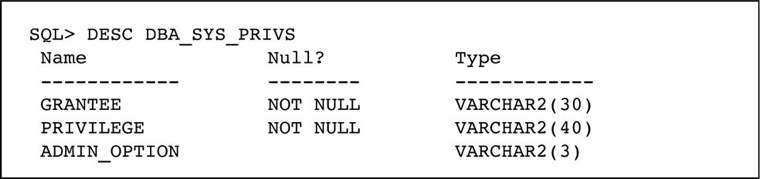 SQL> DESC DBA_SYS_PRIVS
Name Null? Type
------------ -------- ------------
GRANTEE NOT NULL VARCHAR2(30)
PRIVILEGE NOT NULL VARCHAR2(40)
ADMIN_OPTION VARCHAR2(3)